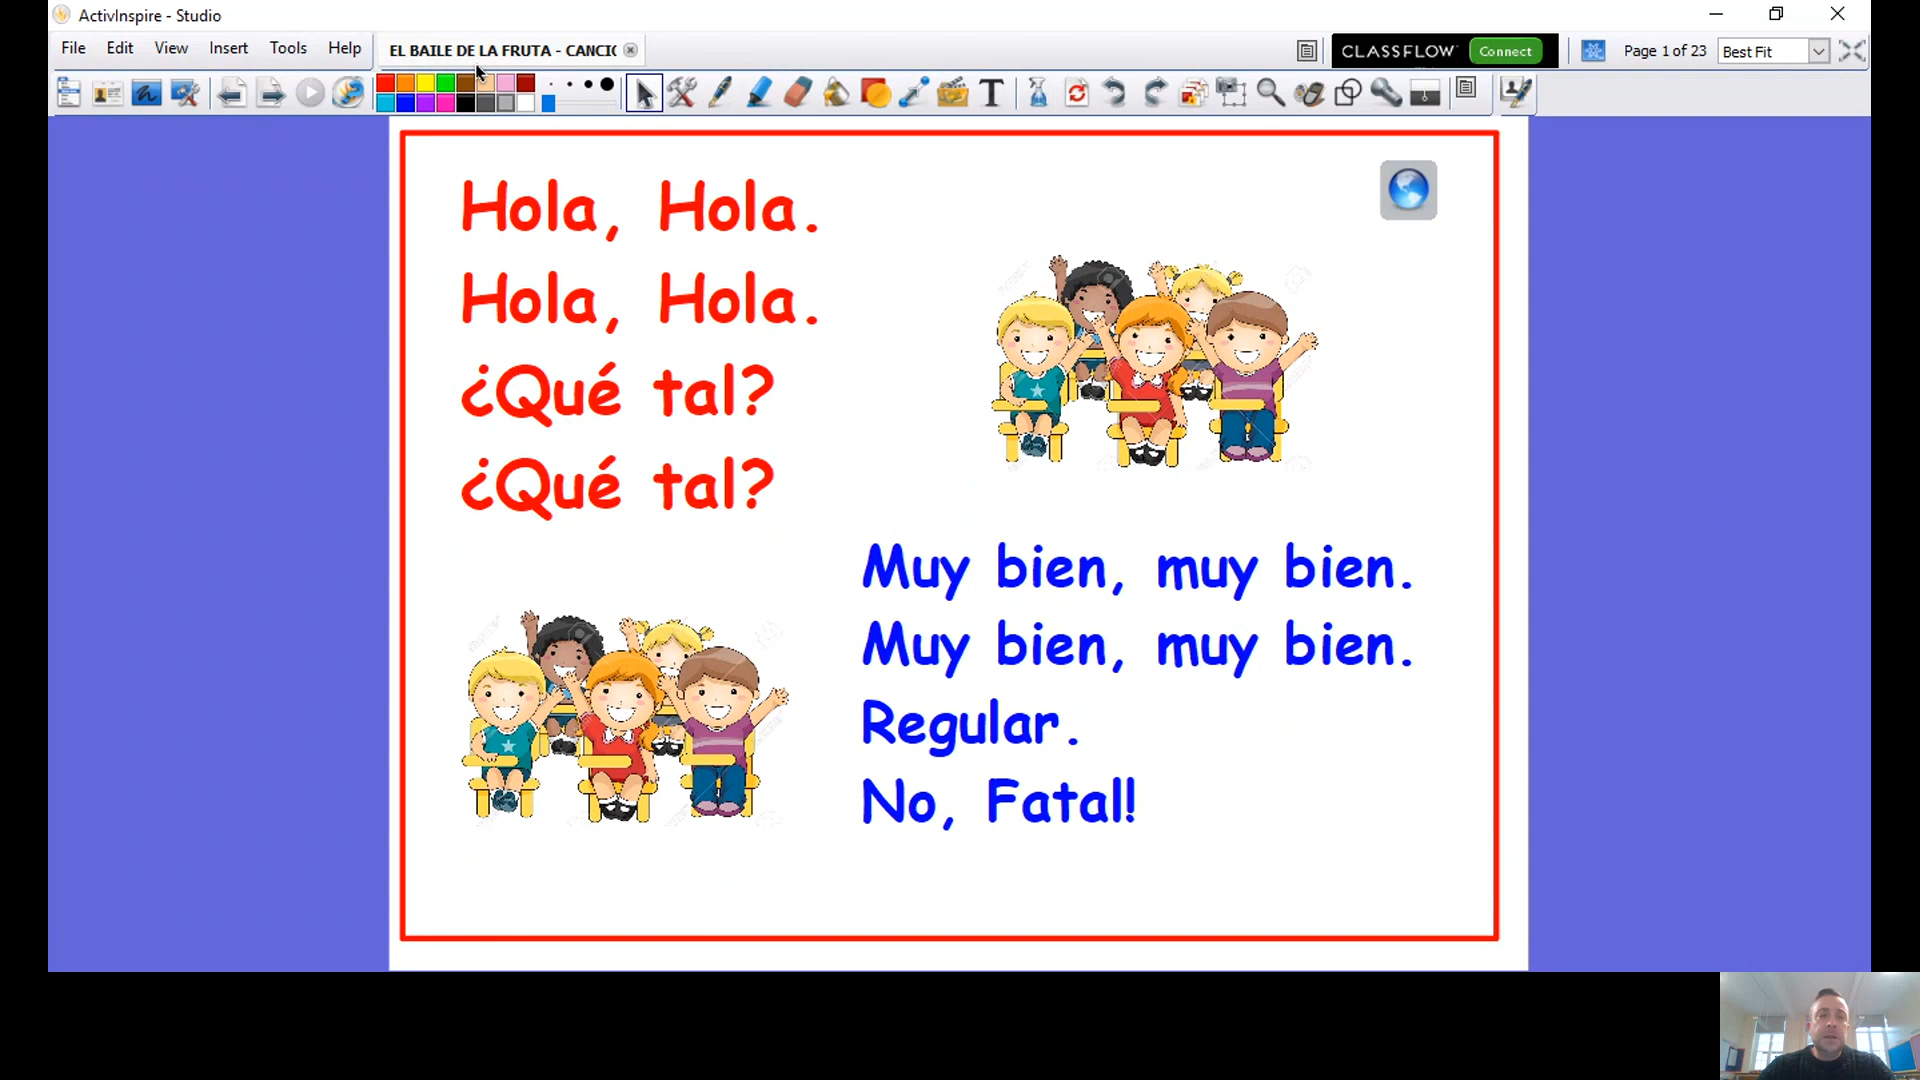 ActivInspire - Studio
File Edit View Insert Tools Help
EL BAILE DE LA FRUTA - CANCIO
CLASSFLOW Connect
Page 1 of 23
Best Fit
Hola, Hola.
Hola, Hola.
¿Qué tal?
¿Qué tal?
Muy bien, muy bien.
Muy bien, muy bien.
Regular.
No, Fatal!